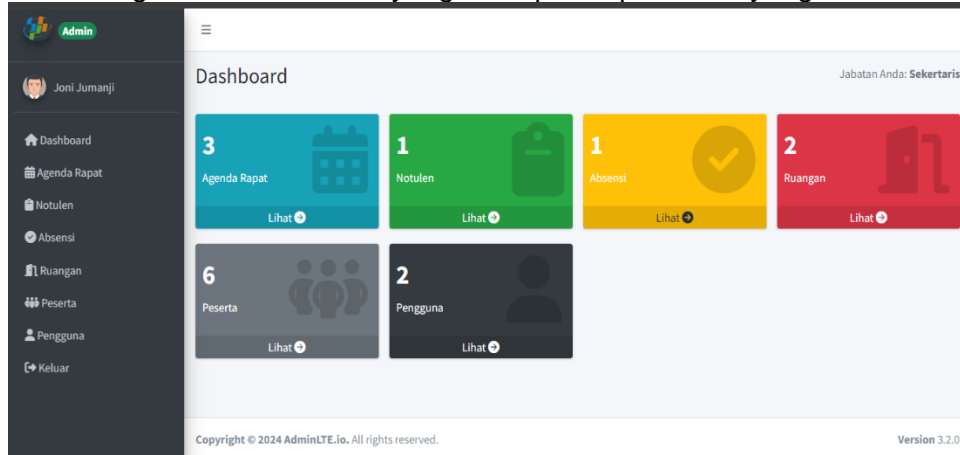 Admin
Joni Jumanji
Dashboard
Agenda Rapat
Notulen
Absensi
Ruangan
Peserta
Pengguna
Keluar
Dashboard
Jabatan Anda: Sekertaris
3
Agenda Rapat
Lihat
1
Notulen
Lihat
1
Absensi
Lihat
2
Ruangan
Lihat
6
Peserta
Lihat
2
Pengguna
Lihat
Copyright © 2024 AdminLTE.io. All rights reserved.
Version 3.2.0